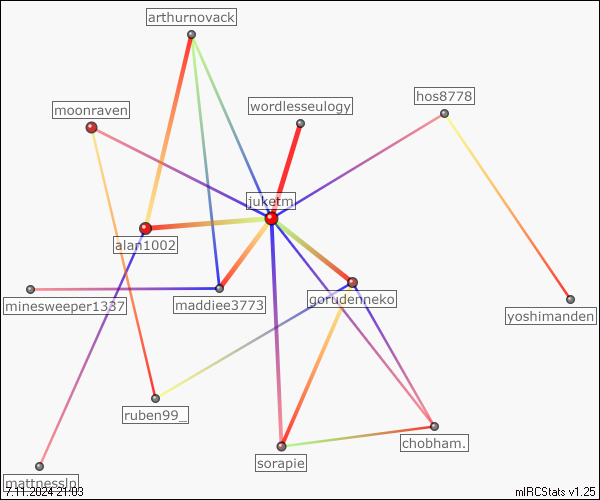 arthurnovack
hos8778
wordlesseulogy
moonraven
juketm
alan1002
gorudenneko
minesweeper1337
maddiee3773
yoshimanden
ruben99_
chobham.
sorapie
mattnesslp
7.11.2024 21:03
mIRCStats v1.25